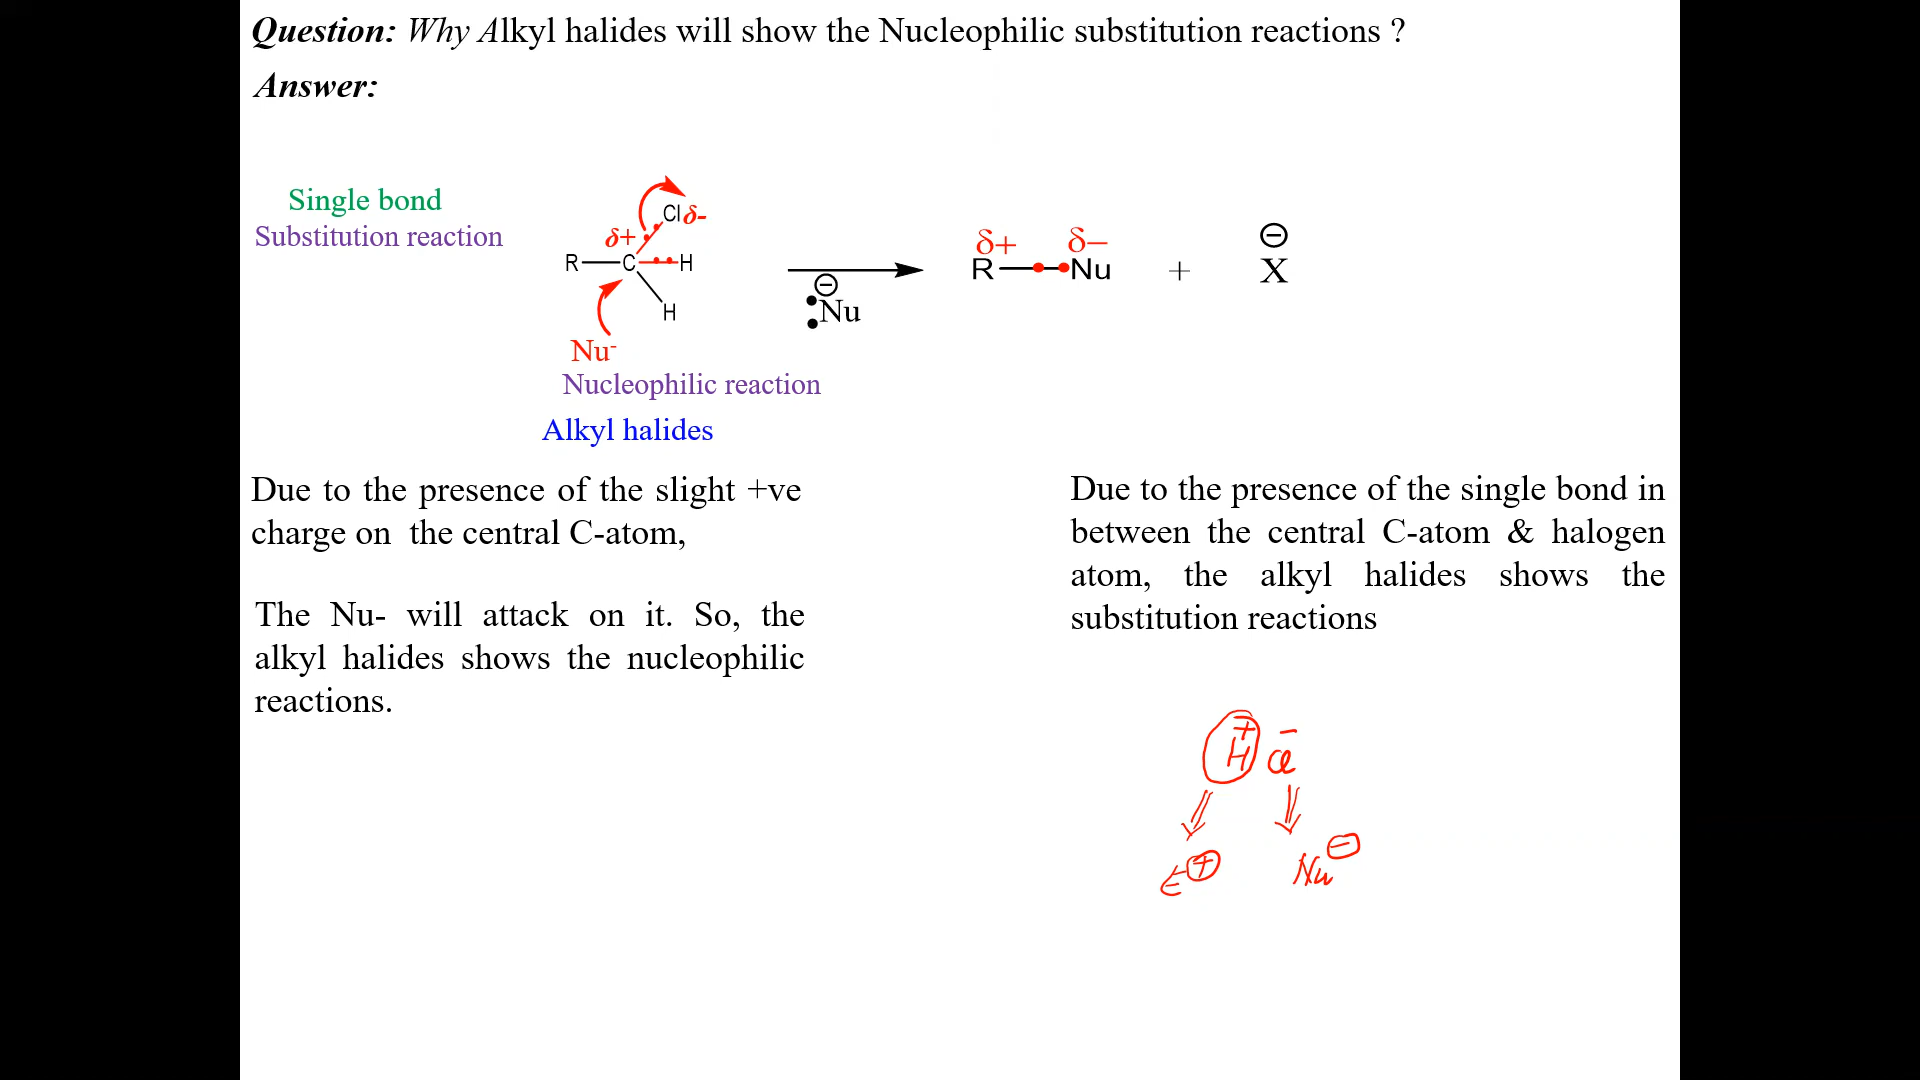 Question: Why Alkyl halides will show the Nucleophilic substitution reactions ?
Answer:
Single bond
Substitution reaction
Cl δ-
δ+
R C H
H
Nu-
Nucleophilic reaction
Alkyl halides
⊖
:Nu
δ+ δ−
R Nu + X
⊖
Due to the presence of the slight +ve
charge on the central C-atom,
The Nu- will attack on it. So, the
alkyl halides shows the nucleophilic
reactions.
Due to the presence of the single bond in
between the central C-atom & halogen
atom, the alkyl halides shows the
substitution reactions
+ −
H Cl
E⊕ Nu⊖